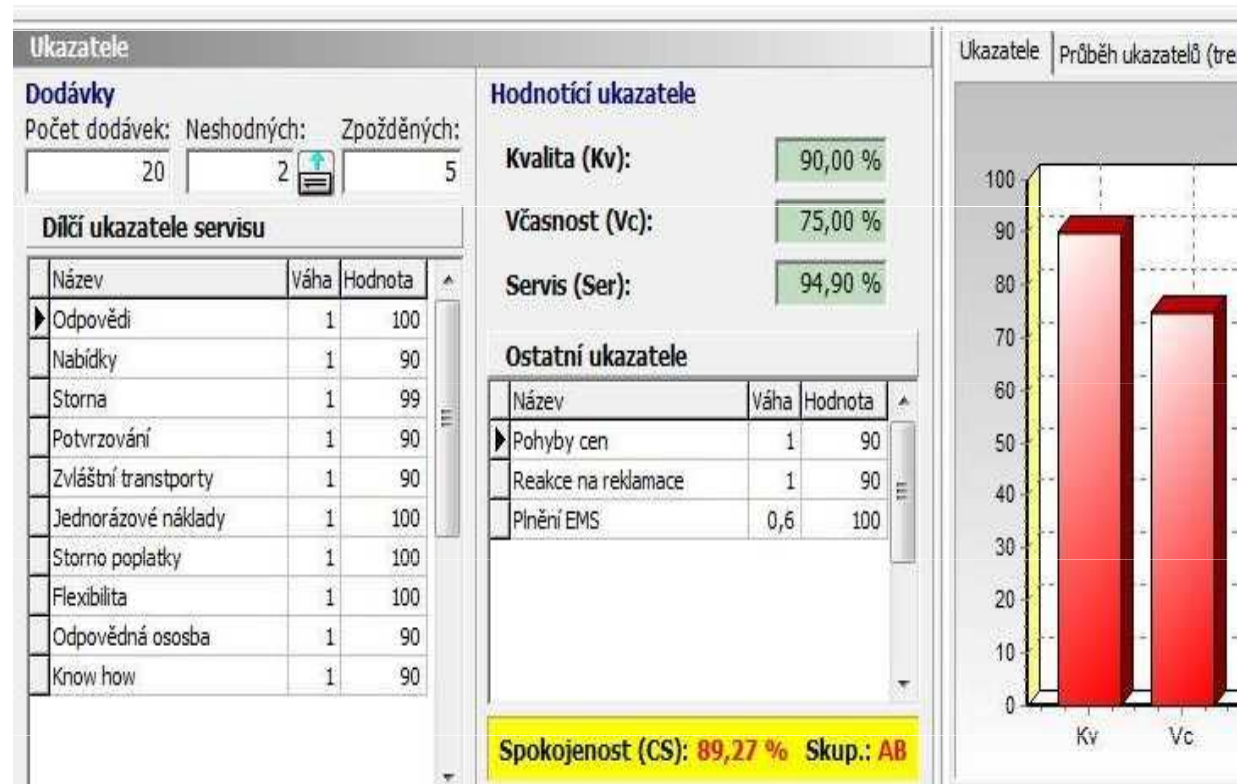 Ukazatele
Dodávky
Počet dodávek: Neshodných: Zpožděných:
20 2 5
Dílčí ukazatele servisu
Název Váha Hodnota
Odpovědi 1 100
Nabídky 1 90
Storna 1 99
Potvrzování 1 90
Zvláštní transtporty 1 90
Jednorázové náklady 1 100
Storno poplatky 1 100
Flexibilita 1 100
Odpovědná ososba 1 90
Know how 1 90
Hodnotící ukazatele
Kvalita (Kv): 90,00 %
Včasnost (Vc): 75,00 %
Servis (Ser): 94,90 %
Ostatní ukazatele
Název Váha Hodnota
Pohyby cen 1 90
Reakce na reklamace 1 90
Plnění EMS 0,6 100
Spokojenost (CS): 89,27 % Skup.: AB
Ukazatele Průběh ukazatelů (tre
100
90
80
70
60
50
40
30
20
10
0
Kv Vc